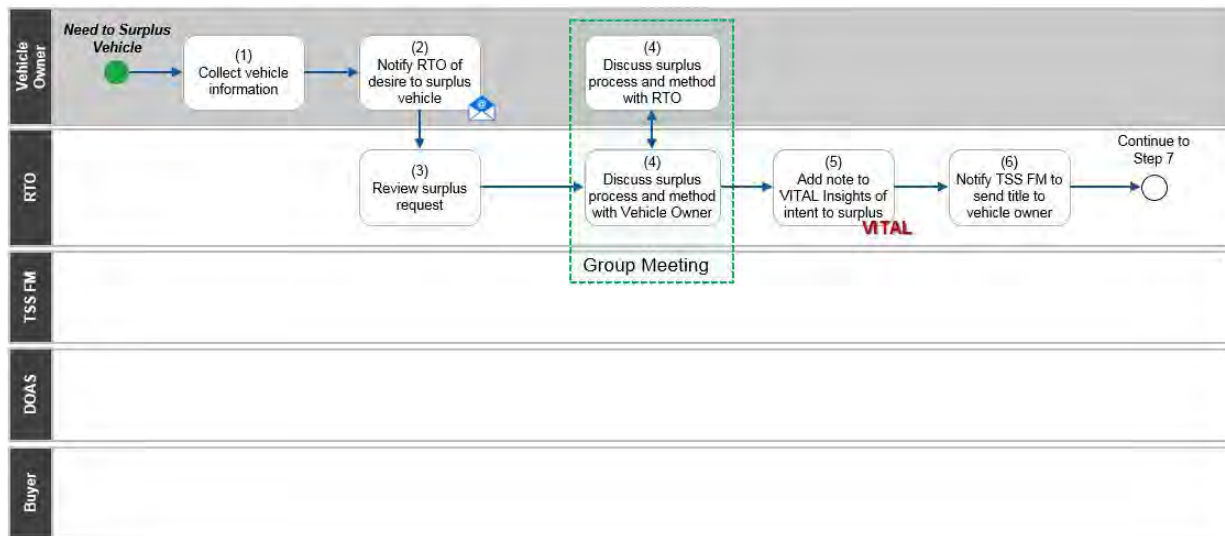 Vehicle
Owner
Need to Surplus
Vehicle
(1)
Collect vehicle
information
(2)
Notify RTO of
desire to surplus
vehicle
@
(4)
Discuss surplus
process and method
with RTO
RTO
(3)
Review surplus
request
(4)
Discuss surplus
process and method
with Vehicle Owner
(5)
Add note to
VITAL Insights of
intent to surplus
VITAL
(6)
Notify TSS FM to
send title to
vehicle owner
Continue to
Step 7
Group Meeting
TSS FM
DOAS
Buyer